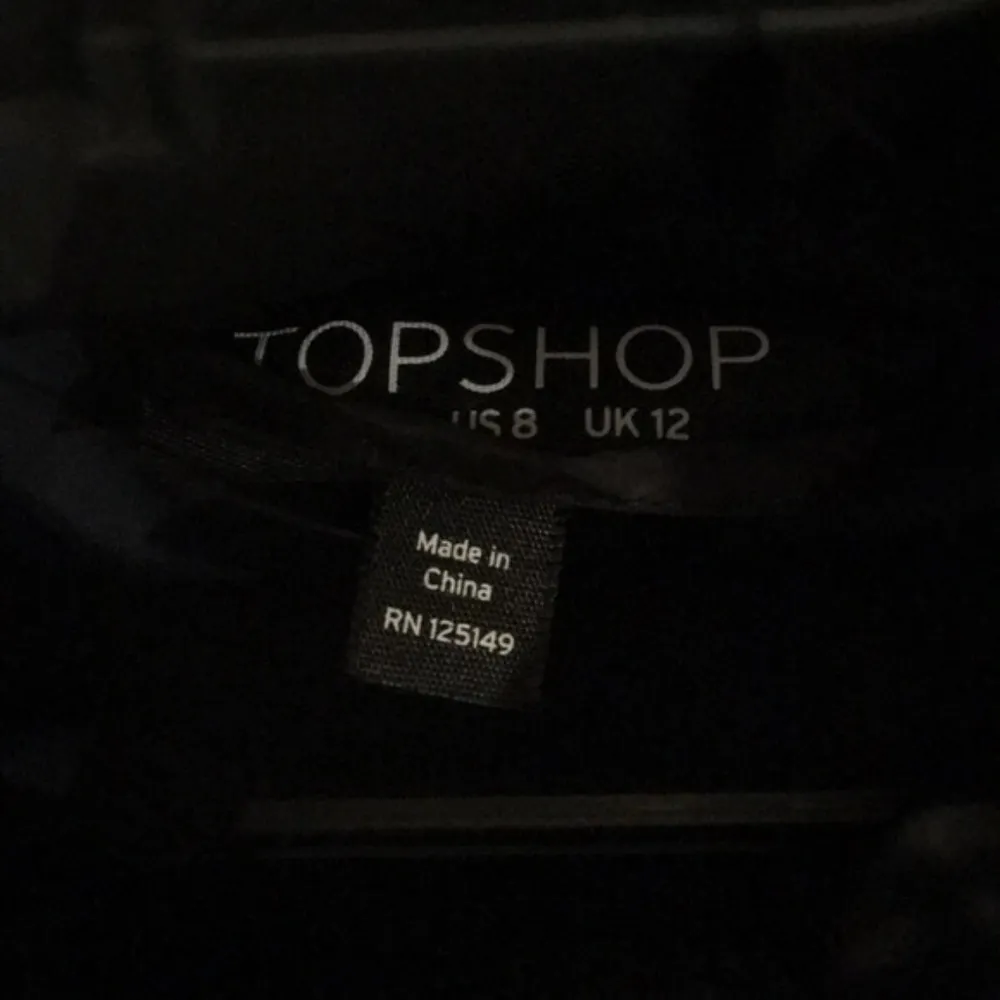 TOPSHOP
US 8 UK 12
Made in
China
RN 125149